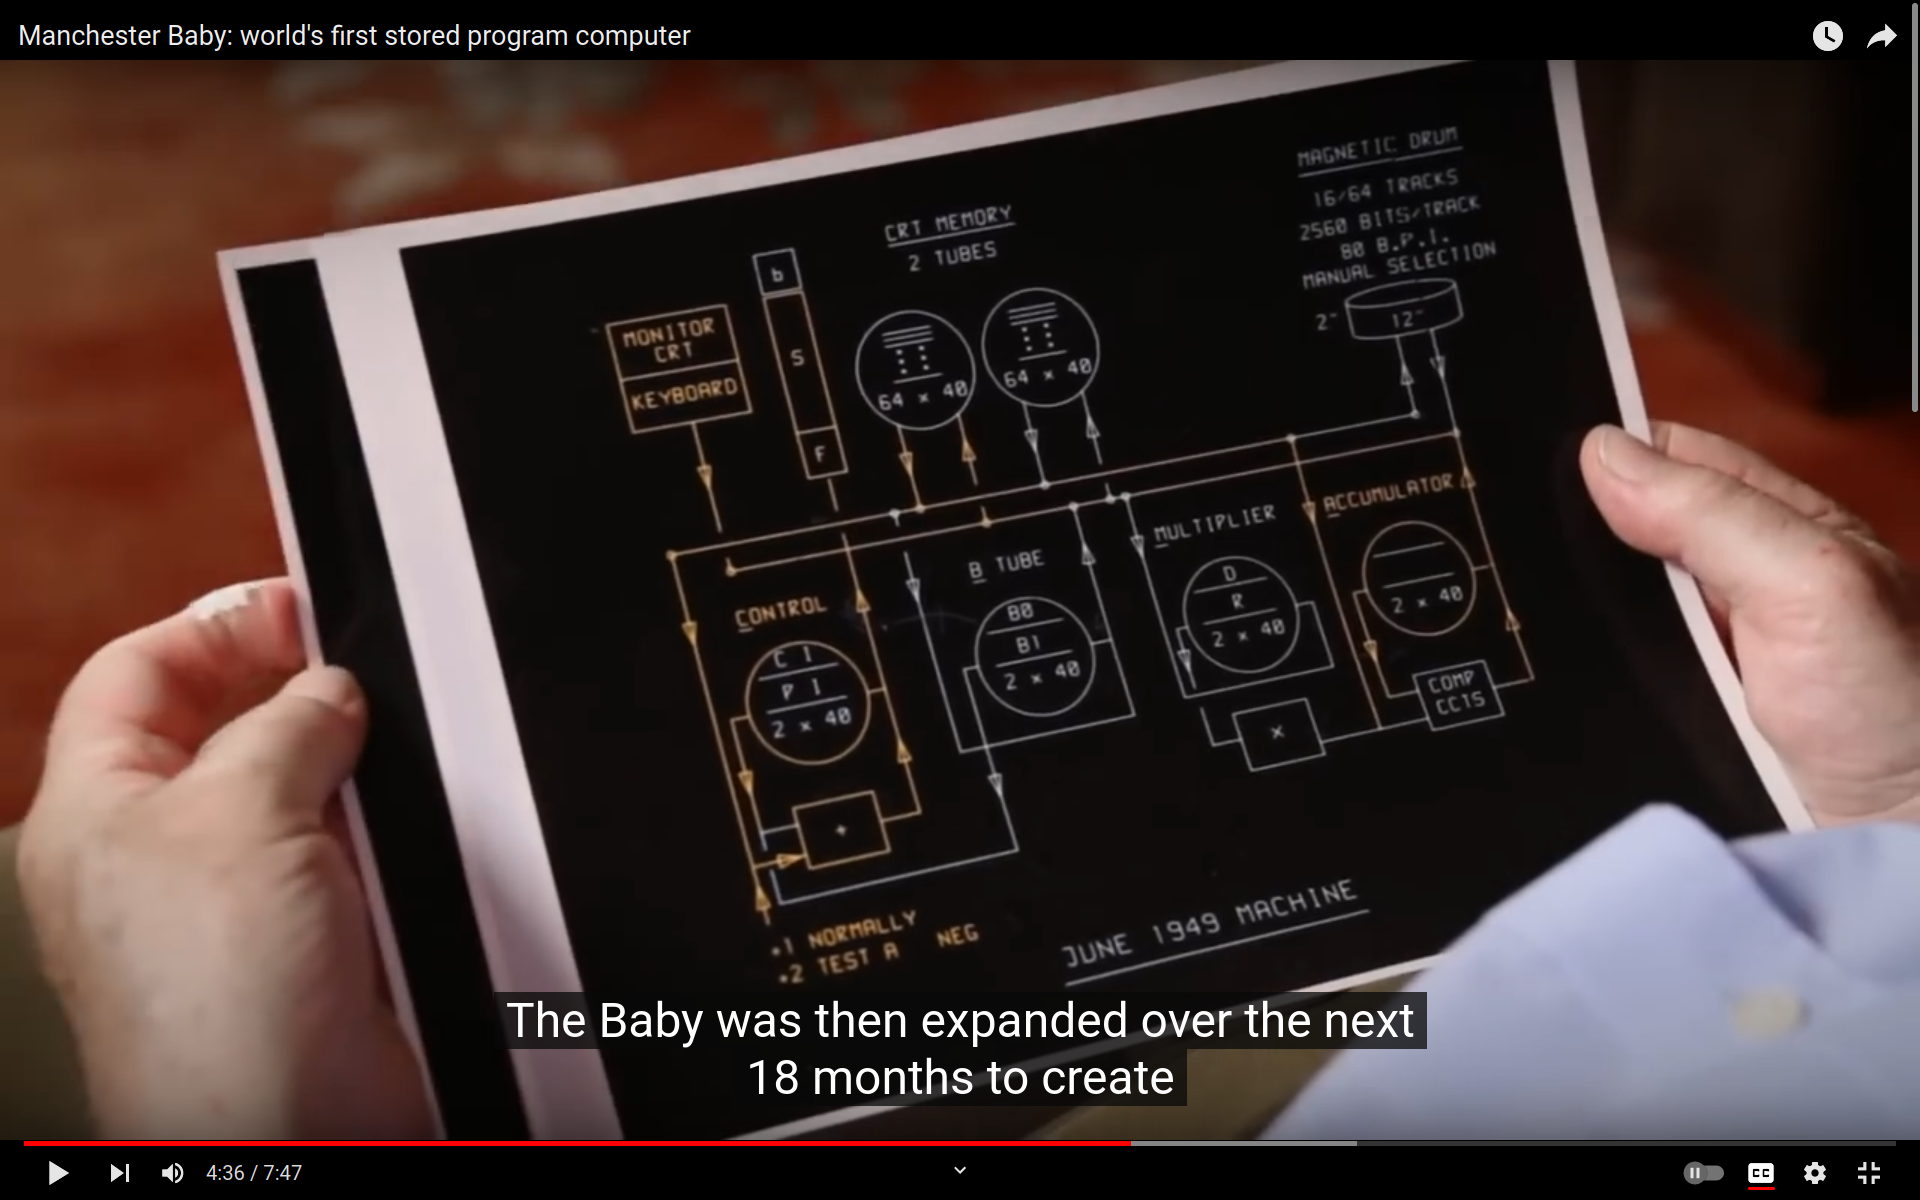 Manchester Baby: world's first stored program computer
MAGNETIC DRUM
16/64 TRACKS
2560 BITS/TRACK
80 B.P.I.
MANUAL SELECTION
2"
12"
CRT MEMORY
2 TUBES
64 × 40
64 × 40
b
S
F
MONITOR
CRT
KEYBOARD
CONTROL
C I
P I
2 × 40
+
B TUBE
B0
B1
2 × 40
MULTIPLIER
D
R
2 × 40
×
ACCUMULATOR
2 × 40
COMP
CCTS
+1 NORMALLY
+2 TEST A NEG
JUNE 1949 MACHINE
The Baby was then expanded over the next
18 months to create
4:36 / 7:47
CC